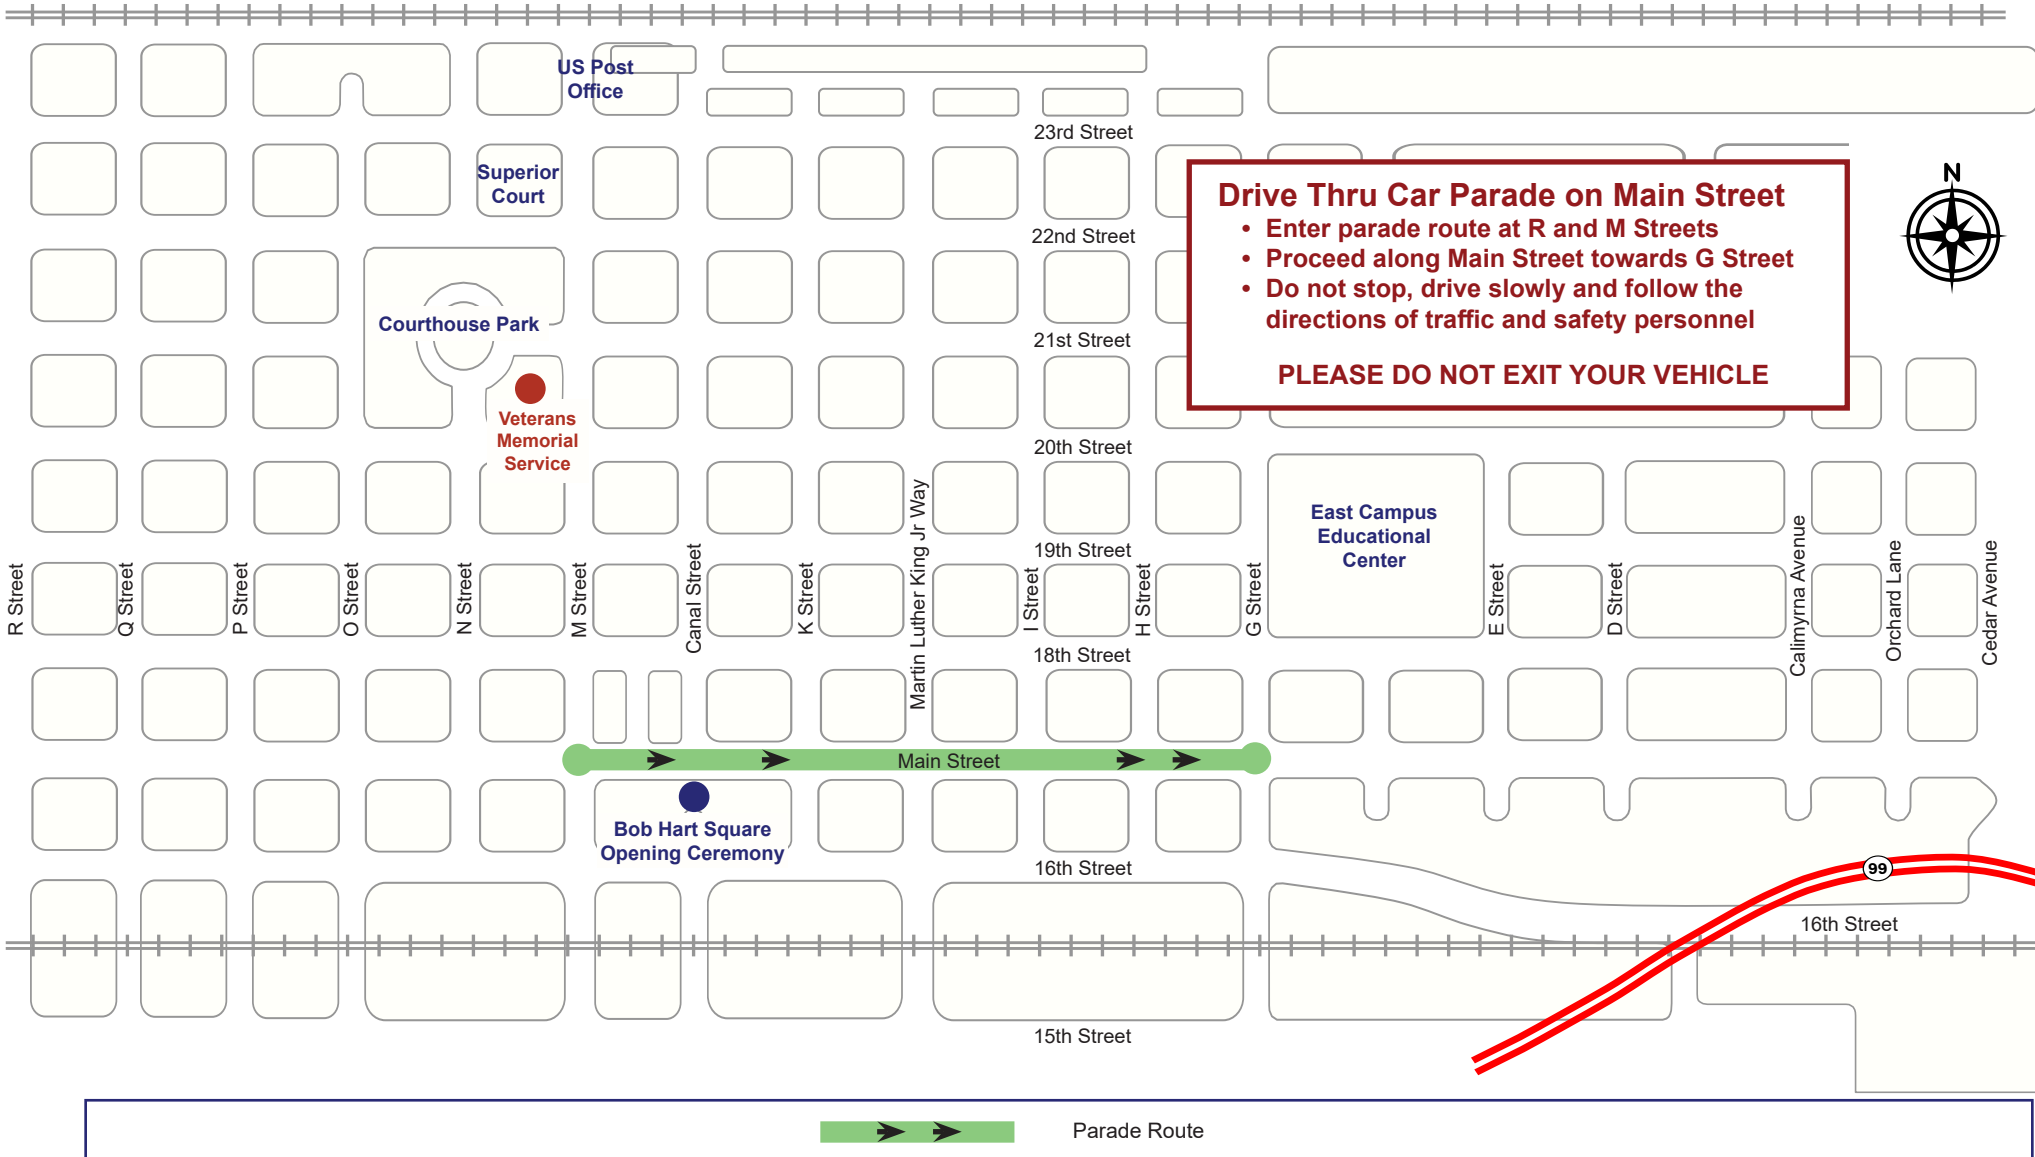 US Post
Office
23rd Street
Superior
Court
N
Drive Thru Car Parade on Main Street
• Enter parade route at R and M Streets
• Proceed along Main Street towards G Street
• Do not stop, drive slowly and follow the
directions of traffic and safety personnel
PLEASE DO NOT EXIT YOUR VEHICLE
22nd Street
Courthouse Park
21st Street
Veterans
Memorial
Service
20th Street
East Campus
Educational
Center
19th Street
R Street
Q Street
P Street
O Street
N Street
M Street
Canal Street
K Street
Martin Luther King Jr Way
I Street
H Street
G Street
E Street
D Street
Calimyrna Avenue
Orchard Lane
Cedar Avenue
18th Street
Main Street
Bob Hart Square
Opening Ceremony
16th Street
99
16th Street
15th Street
Parade Route